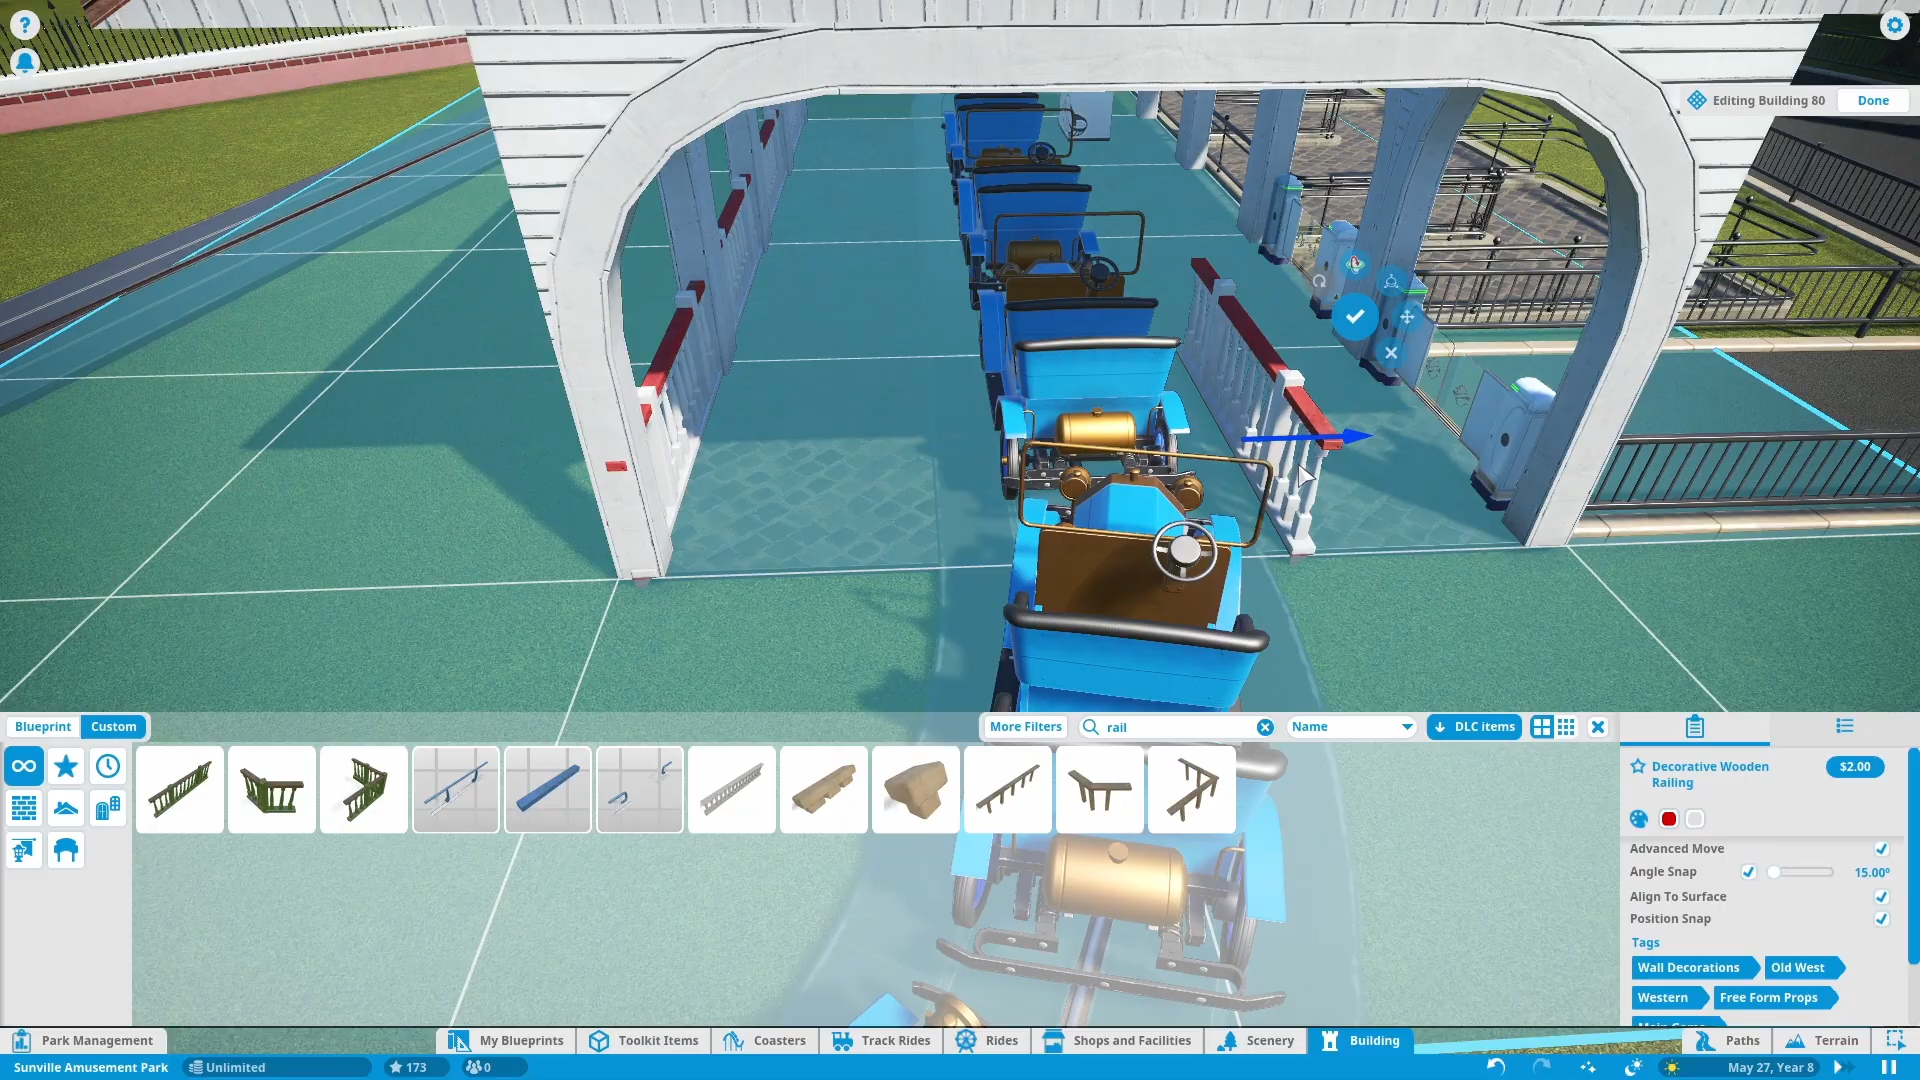 ?
Editing Building 80 Done
Blueprint Custom
More Filters rail Name DLC items
Decorative Wooden Railing $2.00
Advanced Move
Angle Snap 15.00°
Align To Surface
Position Snap
Tags
Wall Decorations Old West
Western Free Form Props
Park Management My Blueprints Toolkit Items Coasters Track Rides Rides Shops and Facilities Scenery Building Paths Terrain
Sunville Amusement Park Unlimited 173 0 May 27, Year 8